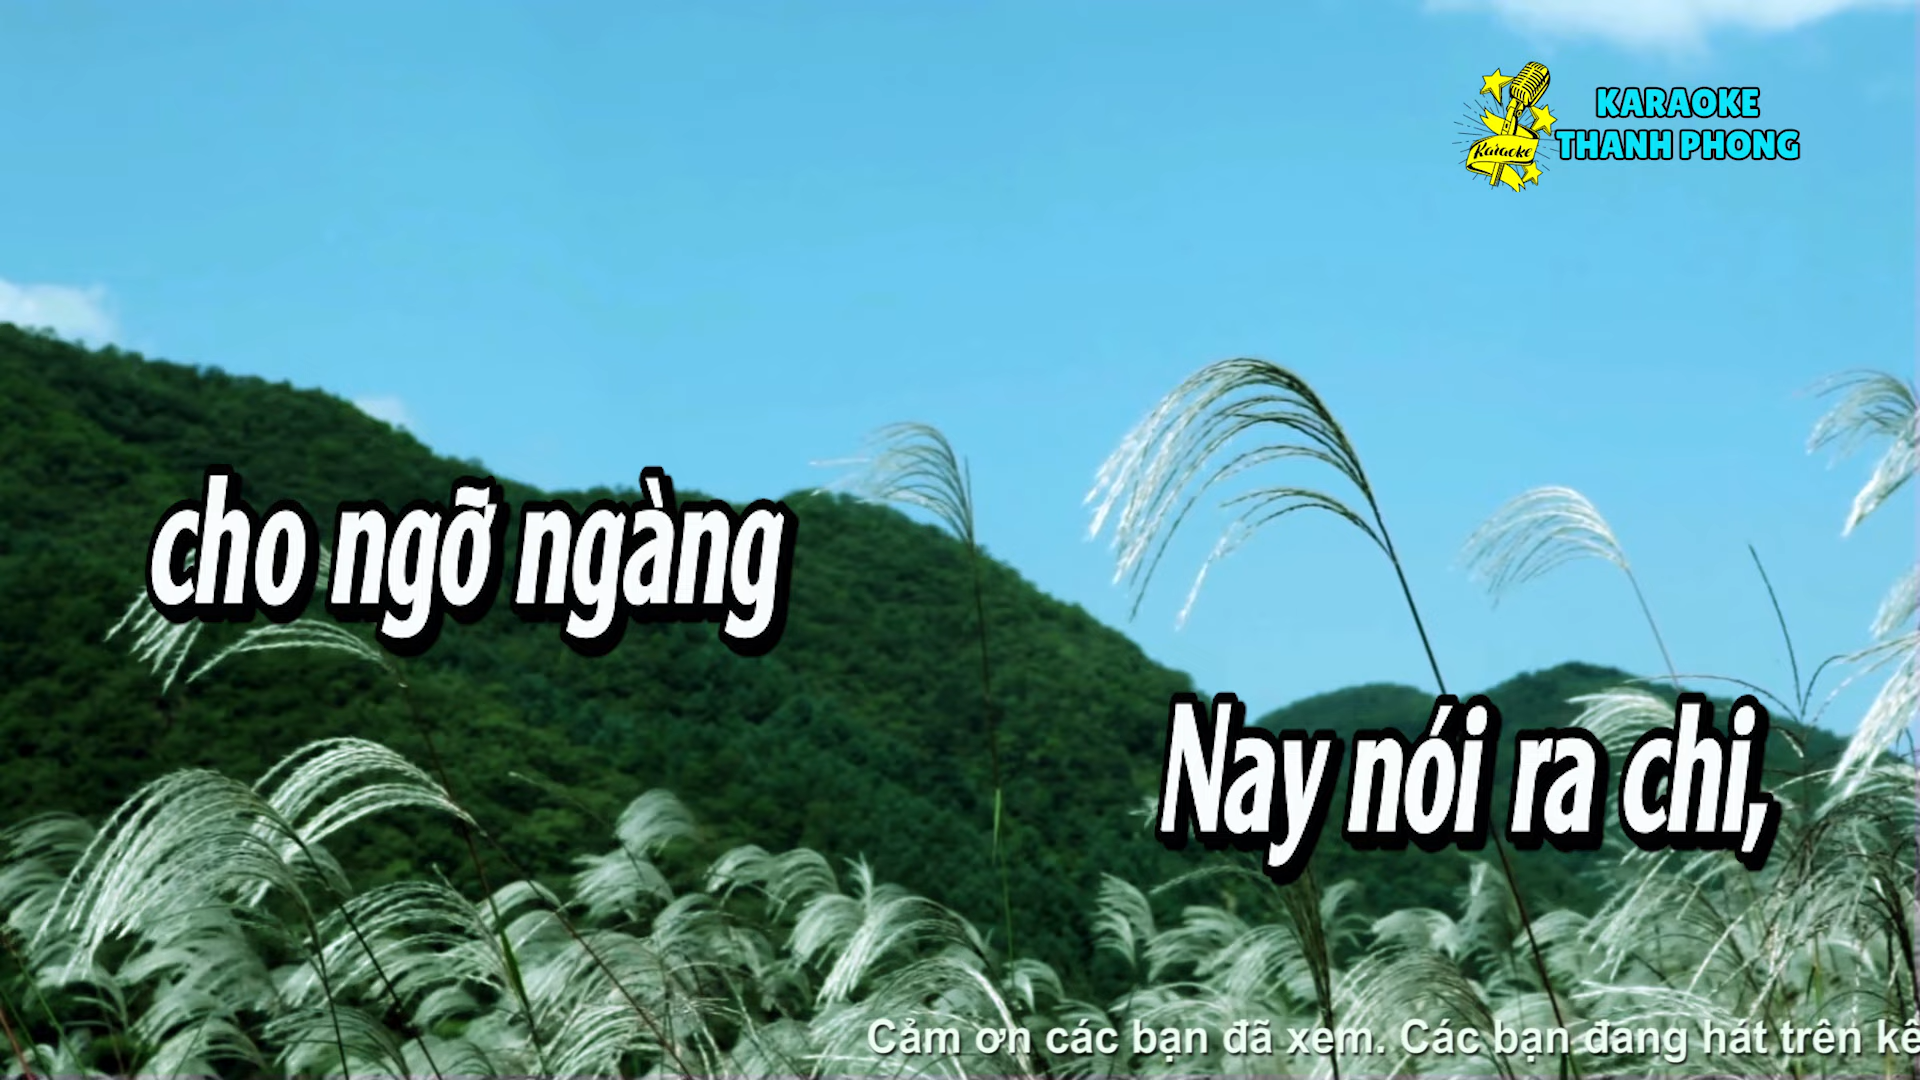 KARAOKE
THANH PHONG
Karaoke
cho ngỡ ngàng
Nay nói ra chi,
Cảm ơn các bạn đã xem. Các bạn đang hát trên kê